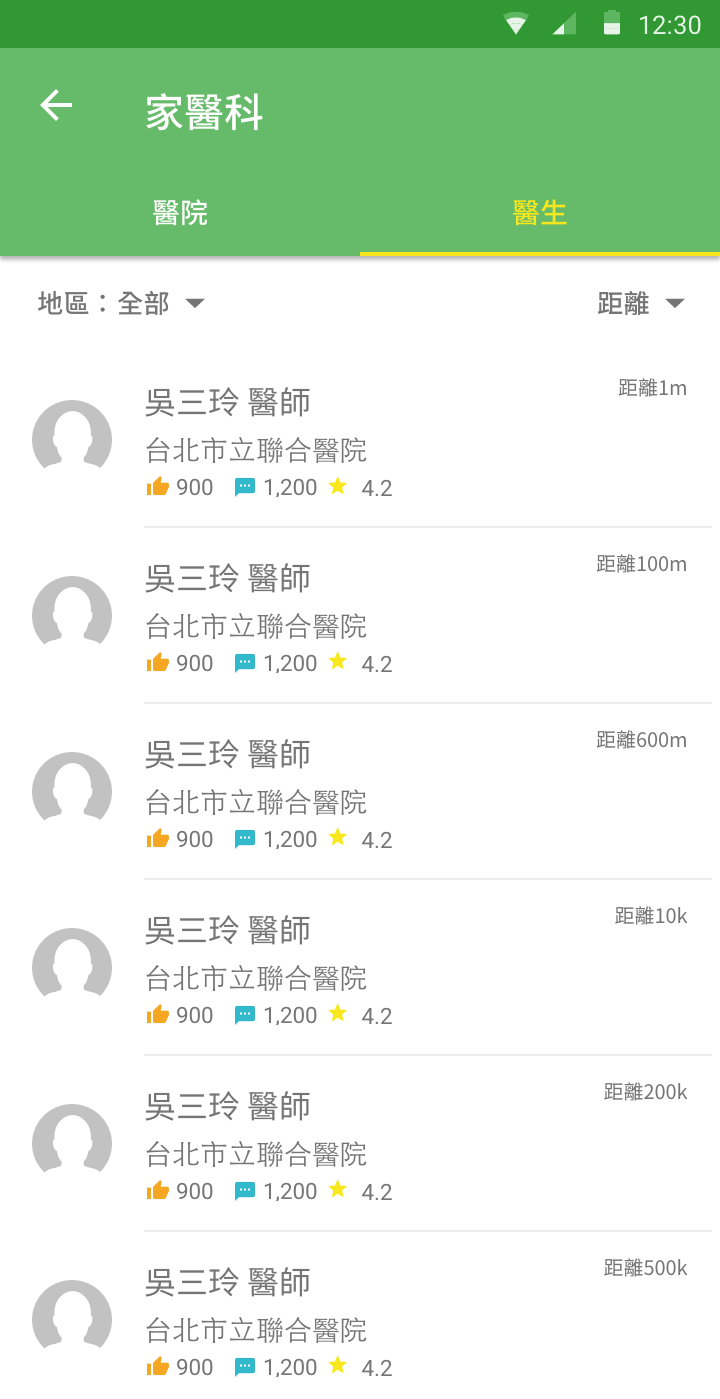 12:30
家醫科
醫院 醫生
地區：全部 距離
吳三玲 醫師 距離1m
台北市立聯合醫院
900 1,200 4.2
吳三玲 醫師 距離100m
台北市立聯合醫院
900 1,200 4.2
吳三玲 醫師 距離600m
台北市立聯合醫院
900 1,200 4.2
吳三玲 醫師 距離10k
台北市立聯合醫院
900 1,200 4.2
吳三玲 醫師 距離200k
台北市立聯合醫院
900 1,200 4.2
吳三玲 醫師 距離500k
台北市立聯合醫院
900 1,200 4.2